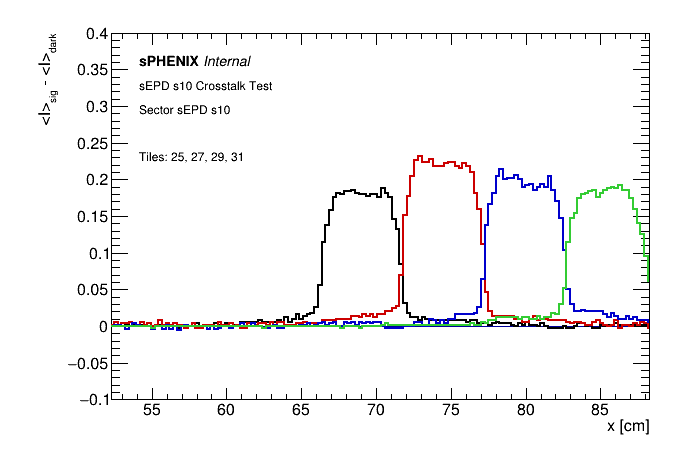 0.4
0.35
0.3
0.25
0.2
0.15
0.1
0.05
0
−0.05
−0.1
<I>sig - <I>dark
sPHENIX Internal
sEPD s10 Crosstalk Test
Sector sEPD s10
Tiles: 25, 27, 29, 31
55 60 65 70 75 80 85
x [cm]